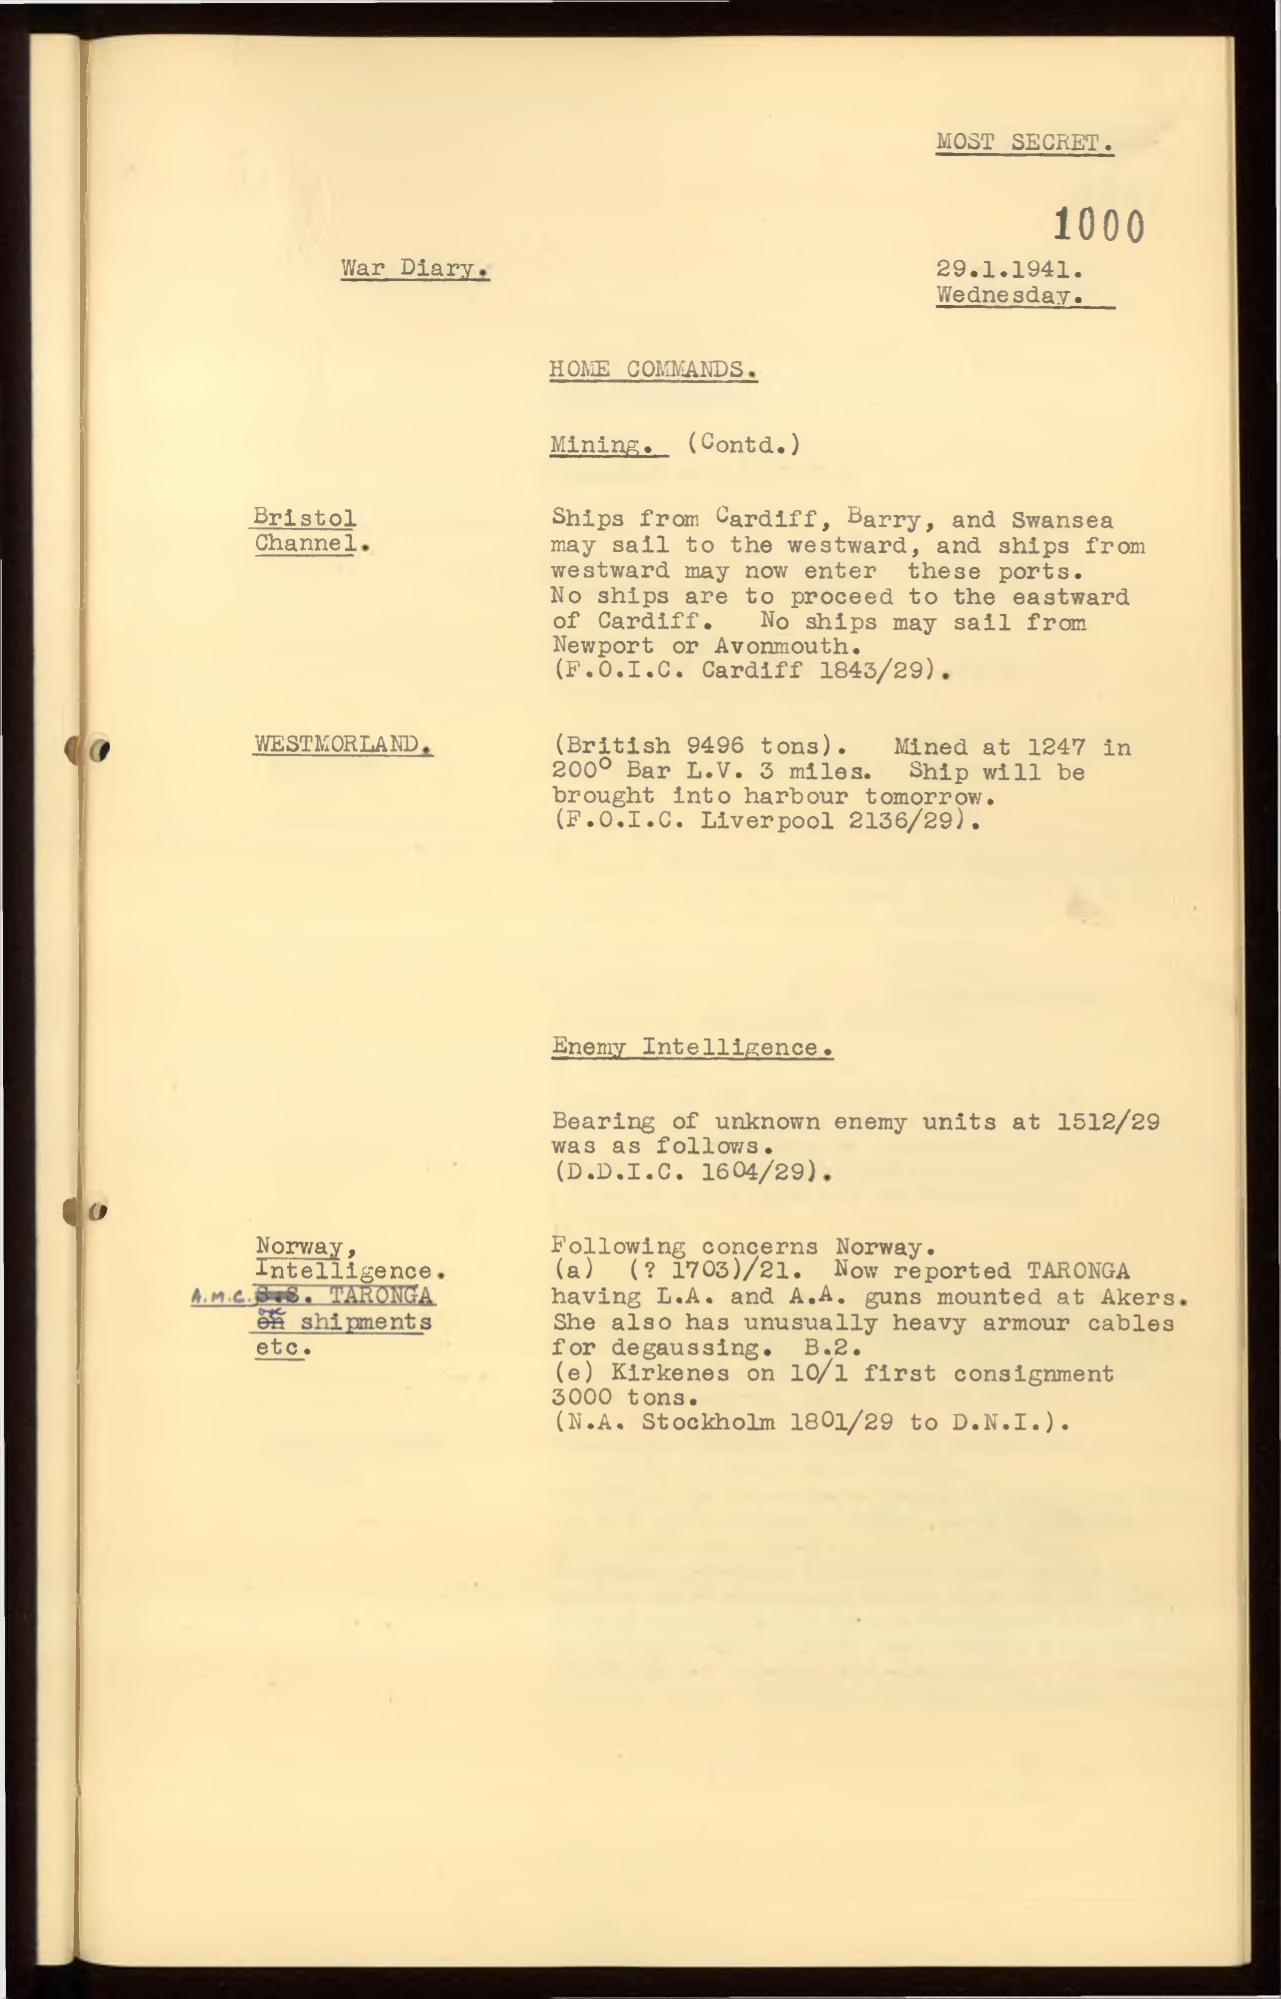 MOST SECRET.
1000
War Diary.
29.1.1941.
Wednesday.
HOME COMMANDS.
Mining. (Contd.)
Bristol
Channel.
Ships from Cardiff, Barry, and Swansea
may sail to the westward, and ships from
westward may now enter these ports.
No ships are to proceed to the eastward
of Cardiff. No ships may sail from
Newport or Avonmouth.
(F.O.I.C. Cardiff 1843/29).
WESTMORLAND.
(British 9496 tons). Mined at 1247 in
200° Bar L.V. 3 miles. Ship will be
brought into harbour tomorrow.
(F.O.I.C. Liverpool 2136/29).
Enemy Intelligence.
Bearing of unknown enemy units at 1512/29
was as follows.
(D.D.I.C. 1604/29).
Norway,
Intelligence.
A.M.C. S.S. TARONGA
shipments
etc.
Following concerns Norway.
(a) (? 1703)/21. Now reported TARONGA
having L.A. and A.A. guns mounted at Akers.
She also has unusually heavy armour cables
for degaussing. B.2.
(e) Kirkenes on 10/1 first consignment
3000 tons.
(N.A. Stockholm 1801/29 to D.N.I.).